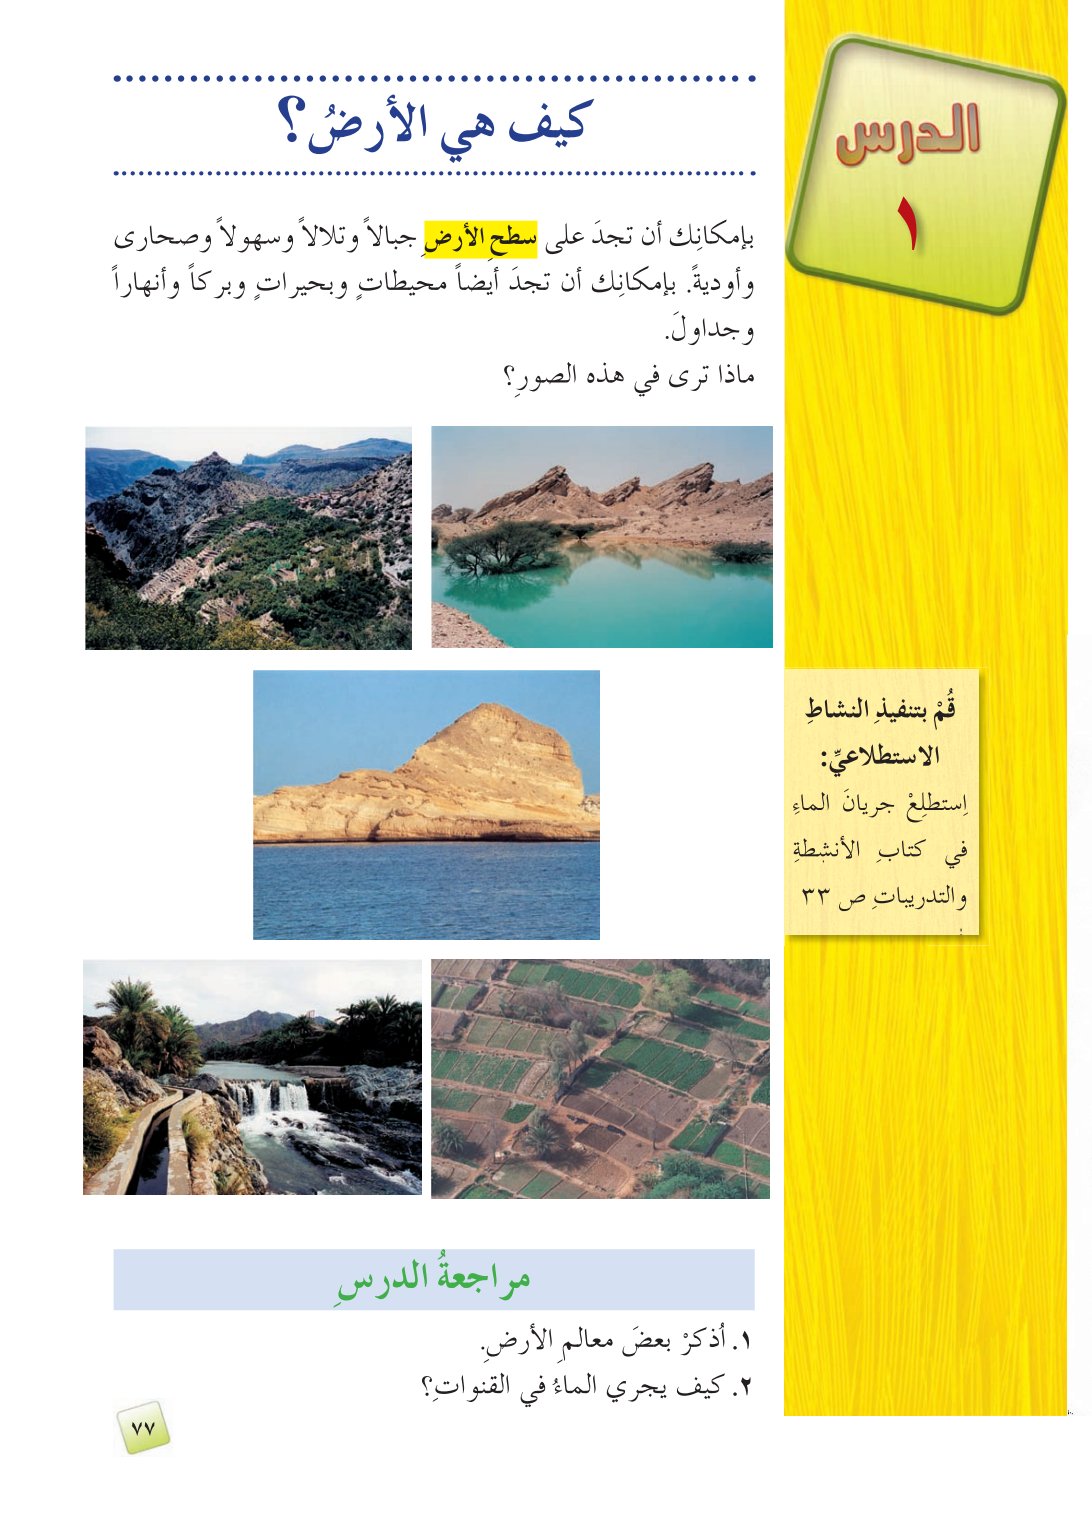 الدرس
١
كيف هي الأرضُ؟
بإمكانِك أن تجدَ على سطحِ الأرضِ جبالاً وتلالاً وسهولاً وصحارى
وأوديةً. بإمكانِك أن تجدَ أيضاً محيطاتٍ وبحيراتٍ وبركاً وأنهاراً
وجداولَ.
ماذا ترى في هذه الصورِ؟
قُمْ بتنفيذِ النشاطِ
الاستطلاعيِّ:
اِستطلِعْ جريانَ الماءِ
في كتابِ الأنشطةِ
والتدريباتِ ص ٣٣
مراجعةُ الدرسِ
١. اُذكرْ بعضَ معالمِ الأرضِ.
٢. كيف يجري الماءُ في القنواتِ؟
٧٧